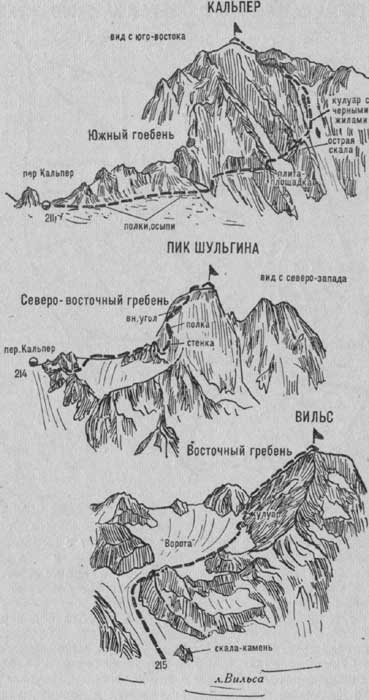 КАЛЬПЕР
вид с юго-востока
кулуар с
черными
жилами
Южный гребень
острая
скала
пер Кальпер
плита-
площадка
211
полки, осыпи
ПИК ШУЛЬГИНА
вид с северо-запада
Северо-восточный гребень
вн. угол
полка
стенка
пер. Кальпер
214
ВИЛЬС
Восточный гребень
кулуар
"Ворота"
скала-камень
215
л. Вильса